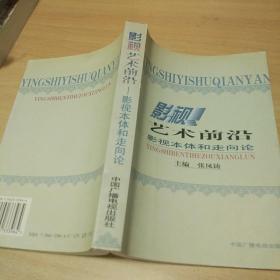 YINGSHIYISHUQIANYAN
影视
艺术前沿
影视本体和走向论
YINGSHIBENTIHEZOUXIANGLUN
主编 张凤铸
中国广播电视出版社
影视艺术前沿——影视本体和走向论
中国广播电视出版社
YINGSHIYISHUQIANYAN